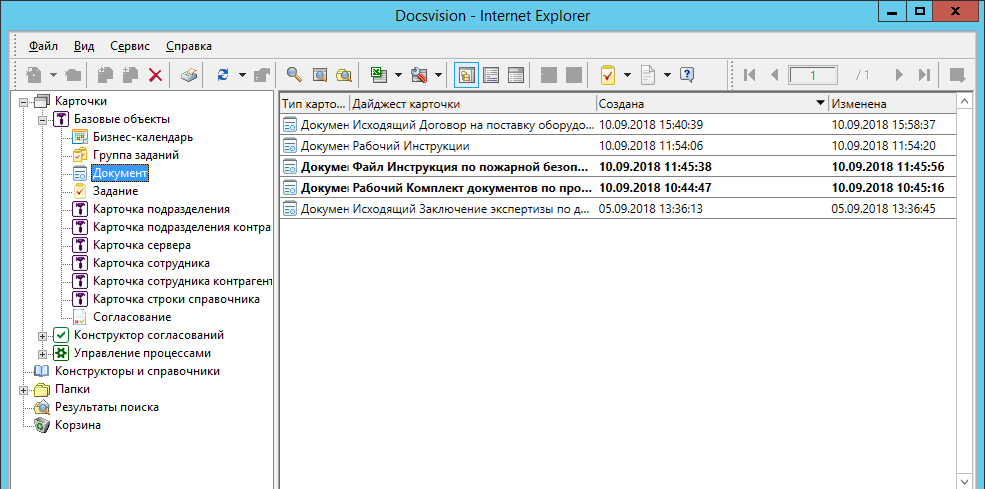 Docsvision - Internet Explorer
Файл Вид Сервис Справка
1 / 1
Карточки
Базовые объекты
Бизнес-календарь
Группа заданий
Документ
Задание
Карточка подразделения
Карточка подразделения контра
Карточка сервера
Карточка сотрудника
Карточка сотрудника контрагент
Карточка строки справочника
Согласование
Конструктор согласований
Управление процессами
Конструкторы и справочники
Папки
Результаты поиска
Корзина
Тип карто... Дайджест карточки Создана Изменена
Докумен Исходящий Договор на поставку оборудо... 10.09.2018 15:40:39 10.09.2018 15:58:37
Докумен Рабочий Инструкции 10.09.2018 11:54:06 10.09.2018 11:54:20
Докуме Файл Инструкция по пожарной безоп... 10.09.2018 11:45:38 10.09.2018 11:45:56
Докуме Рабочий Комплект документов по про... 10.09.2018 10:44:47 10.09.2018 10:45:16
Докумен Исходящий Заключение экспертизы по д... 05.09.2018 13:36:13 05.09.2018 13:36:45